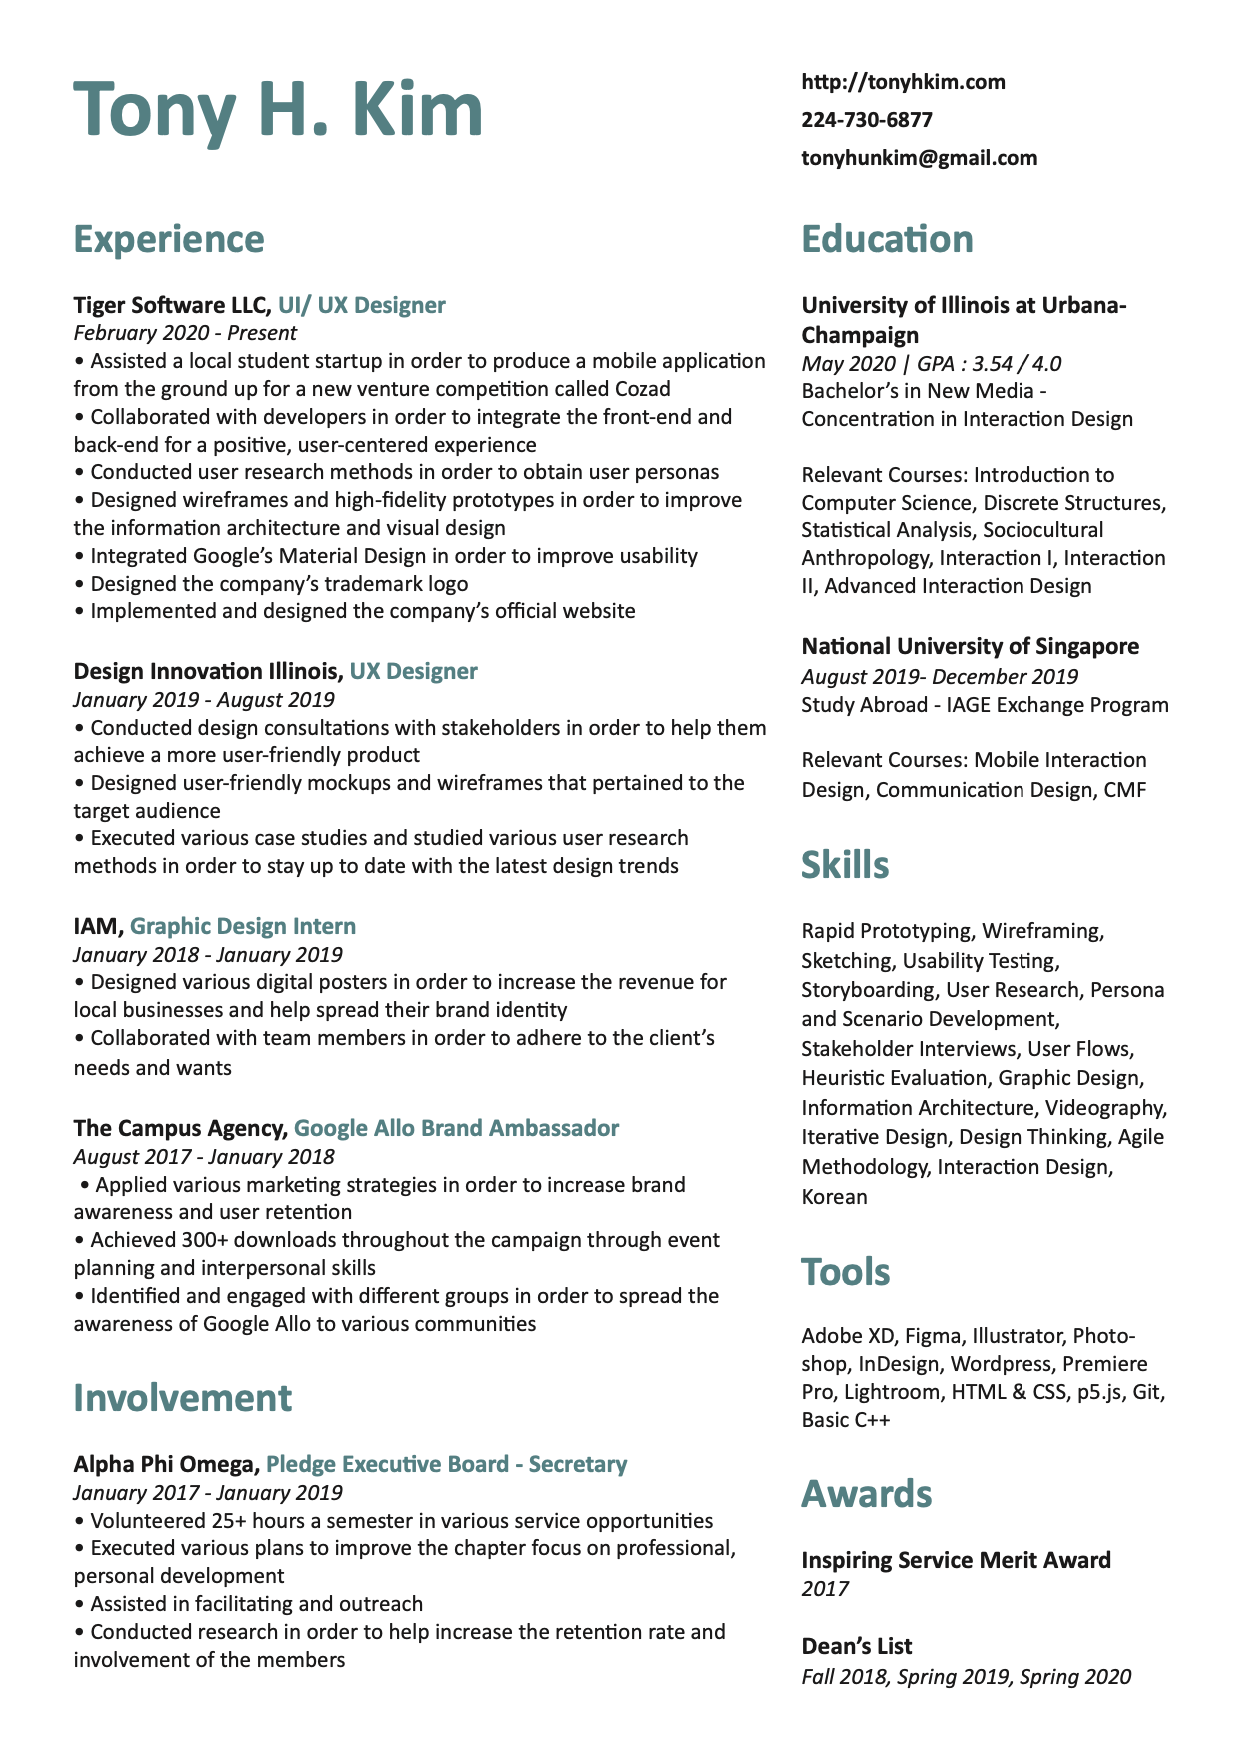 Tony H. Kim
http://tonyhkim.com
224-730-6877
tonyhunkim@gmail.com
Experience
Tiger Software LLC, UI/ UX Designer
February 2020 - Present
• Assisted a local student startup in order to produce a mobile application
from the ground up for a new venture competition called Cozad
• Collaborated with developers in order to integrate the front-end and
back-end for a positive, user-centered experience
• Conducted user research methods in order to obtain user personas
• Designed wireframes and high-fidelity prototypes in order to improve
the information architecture and visual design
• Integrated Google’s Material Design in order to improve usability
• Designed the company’s trademark logo
• Implemented and designed the company’s official website
Design Innovation Illinois, UX Designer
January 2019 - August 2019
• Conducted design consultations with stakeholders in order to help them
achieve a more user-friendly product
• Designed user-friendly mockups and wireframes that pertained to the
target audience
• Executed various case studies and studied various user research
methods in order to stay up to date with the latest design trends
IAM, Graphic Design Intern
January 2018 - January 2019
• Designed various digital posters in order to increase the revenue for
local businesses and help spread their brand identity
• Collaborated with team members in order to adhere to the client’s
needs and wants
The Campus Agency, Google Allo Brand Ambassador
August 2017 - January 2018
• Applied various marketing strategies in order to increase brand
awareness and user retention
• Achieved 300+ downloads throughout the campaign through event
planning and interpersonal skills
• Identified and engaged with different groups in order to spread the
awareness of Google Allo to various communities
Involvement
Alpha Phi Omega, Pledge Executive Board - Secretary
January 2017 - January 2019
• Volunteered 25+ hours a semester in various service opportunities
• Executed various plans to improve the chapter focus on professional,
personal development
• Assisted in facilitating and outreach
• Conducted research in order to help increase the retention rate and
involvement of the members
Education
University of Illinois at Urbana-
Champaign
May 2020 | GPA : 3.54 / 4.0
Bachelor’s in New Media -
Concentration in Interaction Design
Relevant Courses: Introduction to
Computer Science, Discrete Structures,
Statistical Analysis, Sociocultural
Anthropology, Interaction I, Interaction
II, Advanced Interaction Design
National University of Singapore
August 2019- December 2019
Study Abroad - IAGE Exchange Program
Relevant Courses: Mobile Interaction
Design, Communication Design, CMF
Skills
Rapid Prototyping, Wireframing,
Sketching, Usability Testing,
Storyboarding, User Research, Persona
and Scenario Development,
Stakeholder Interviews, User Flows,
Heuristic Evaluation, Graphic Design,
Information Architecture, Videography,
Iterative Design, Design Thinking, Agile
Methodology, Interaction Design,
Korean
Tools
Adobe XD, Figma, Illustrator, Photo-
shop, InDesign, Wordpress, Premiere
Pro, Lightroom, HTML & CSS, p5.js, Git,
Basic C++
Awards
Inspiring Service Merit Award
2017
Dean’s List
Fall 2018, Spring 2019, Spring 2020